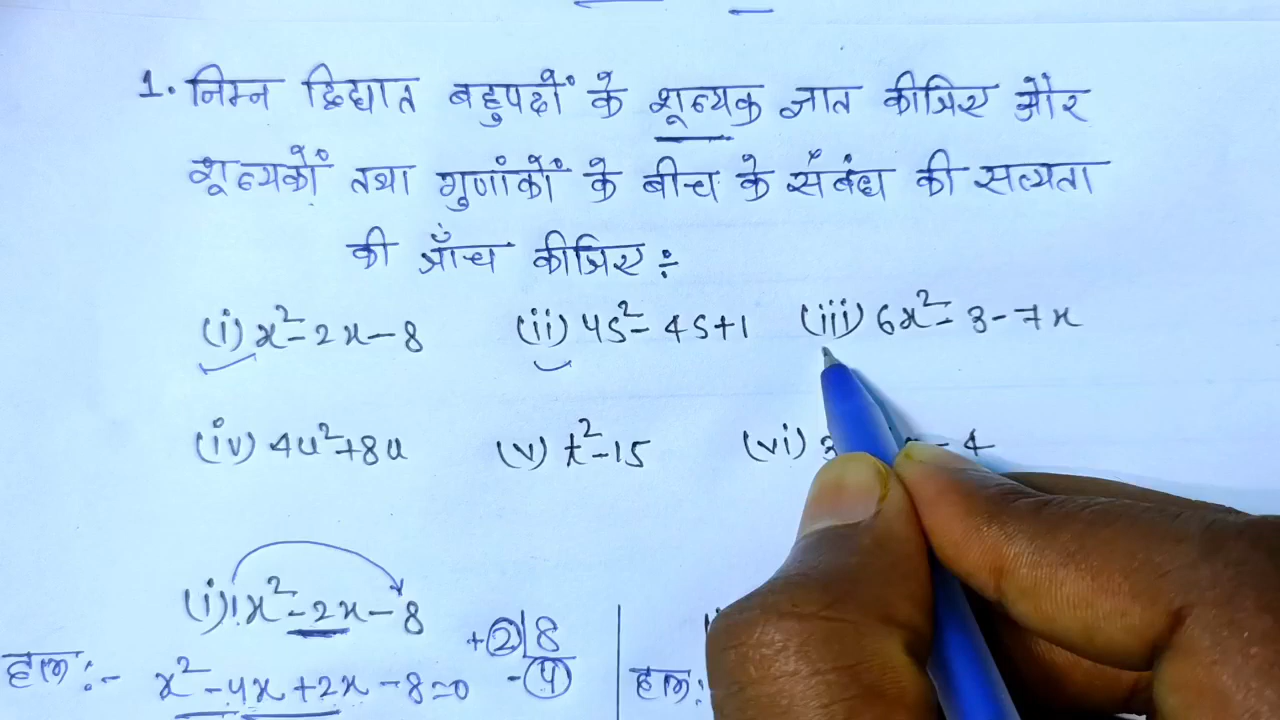 1. निम्न द्विघात बहुपदों के शून्यक ज्ञात कीजिए और
शून्यकों तथा गुणांकों के बीच के संबंध की सत्यता
की जाँच कीजिए :
(i) x²-2x-8 (ii) 4s²-4s+1 (iii) 6x²-3-7x
(iv) 4u²+8u (v) t²-15 (vi) 3 - 4
(i) 1x²-2x-8
+2|8
-4
हल :- x²-4x+2x-8=0
हल :